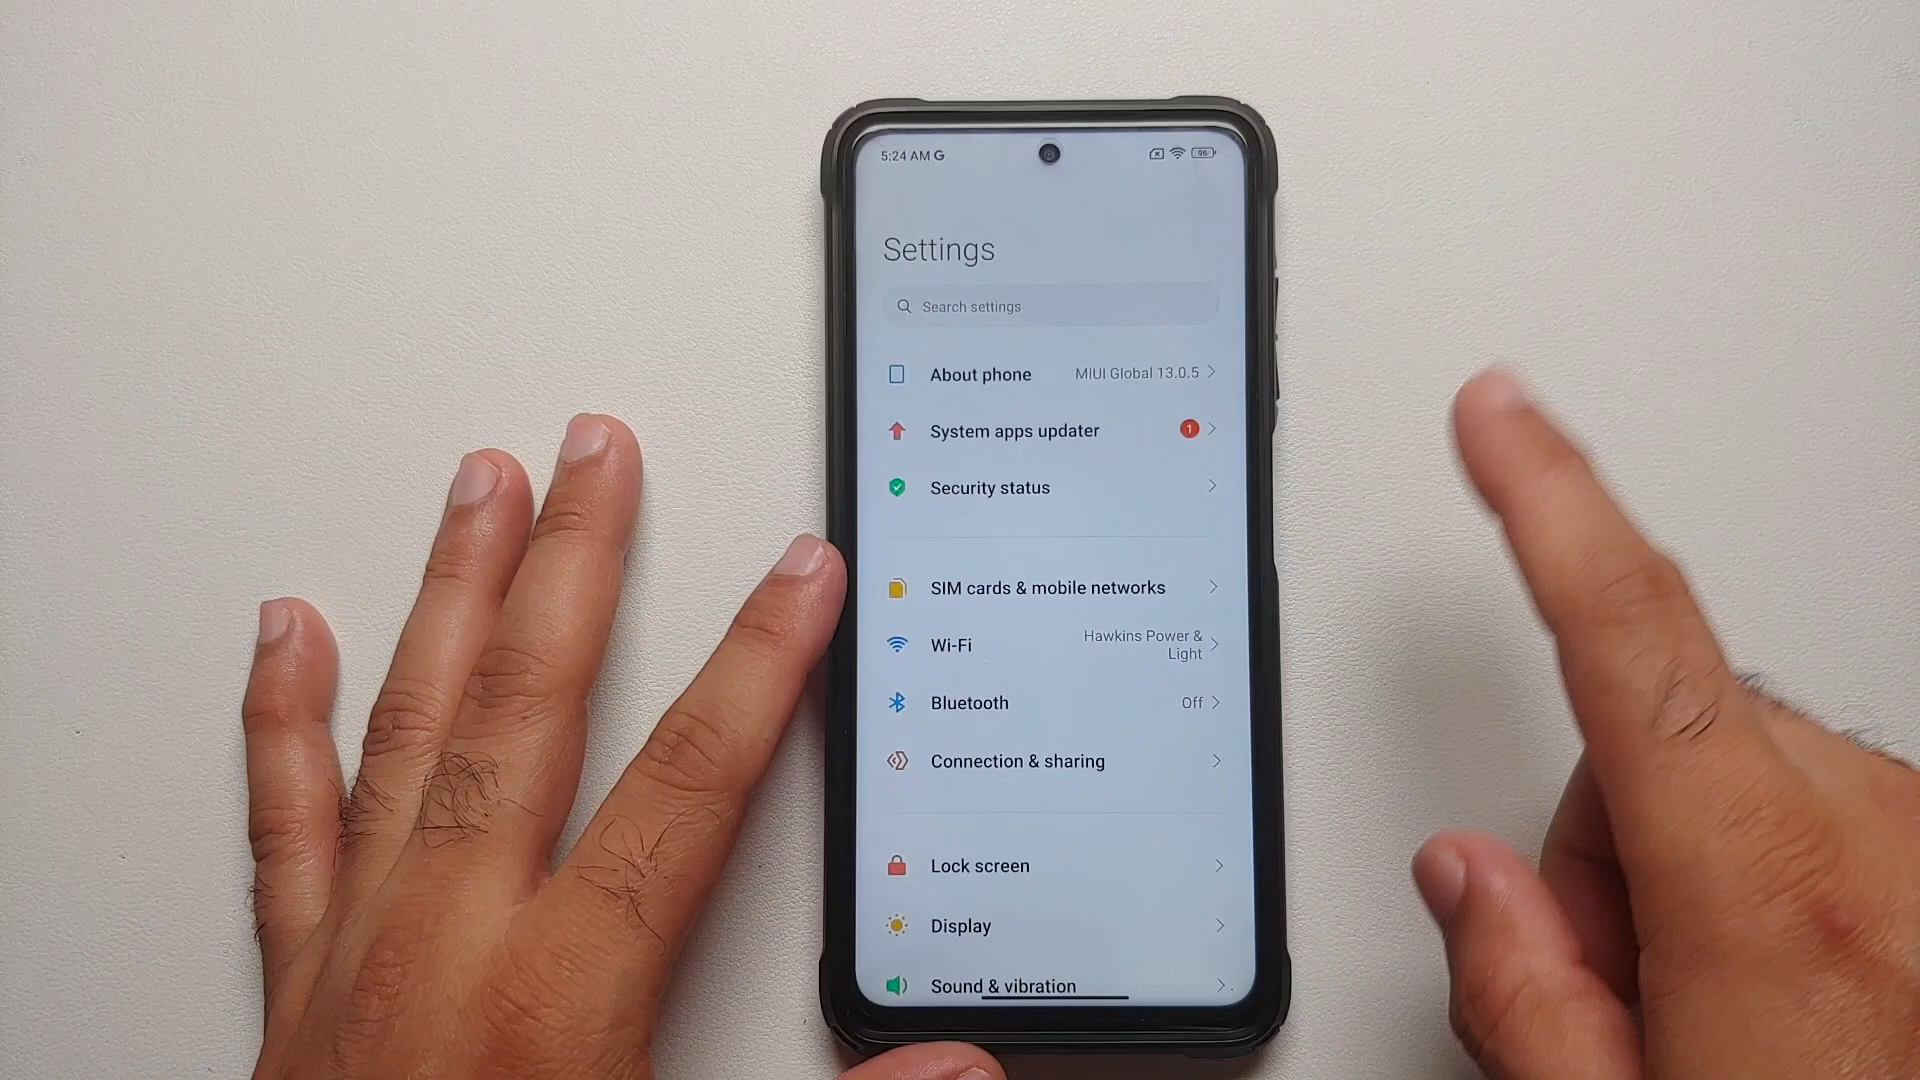 5:24 AM G
96
Settings
Search settings
About phone
MIUI Global 13.0.5
System apps updater
1
Security status
SIM cards & mobile networks
Wi-Fi
Hawkins Power &
Light
Bluetooth
Off
Connection & sharing
Lock screen
Display
Sound & vibration